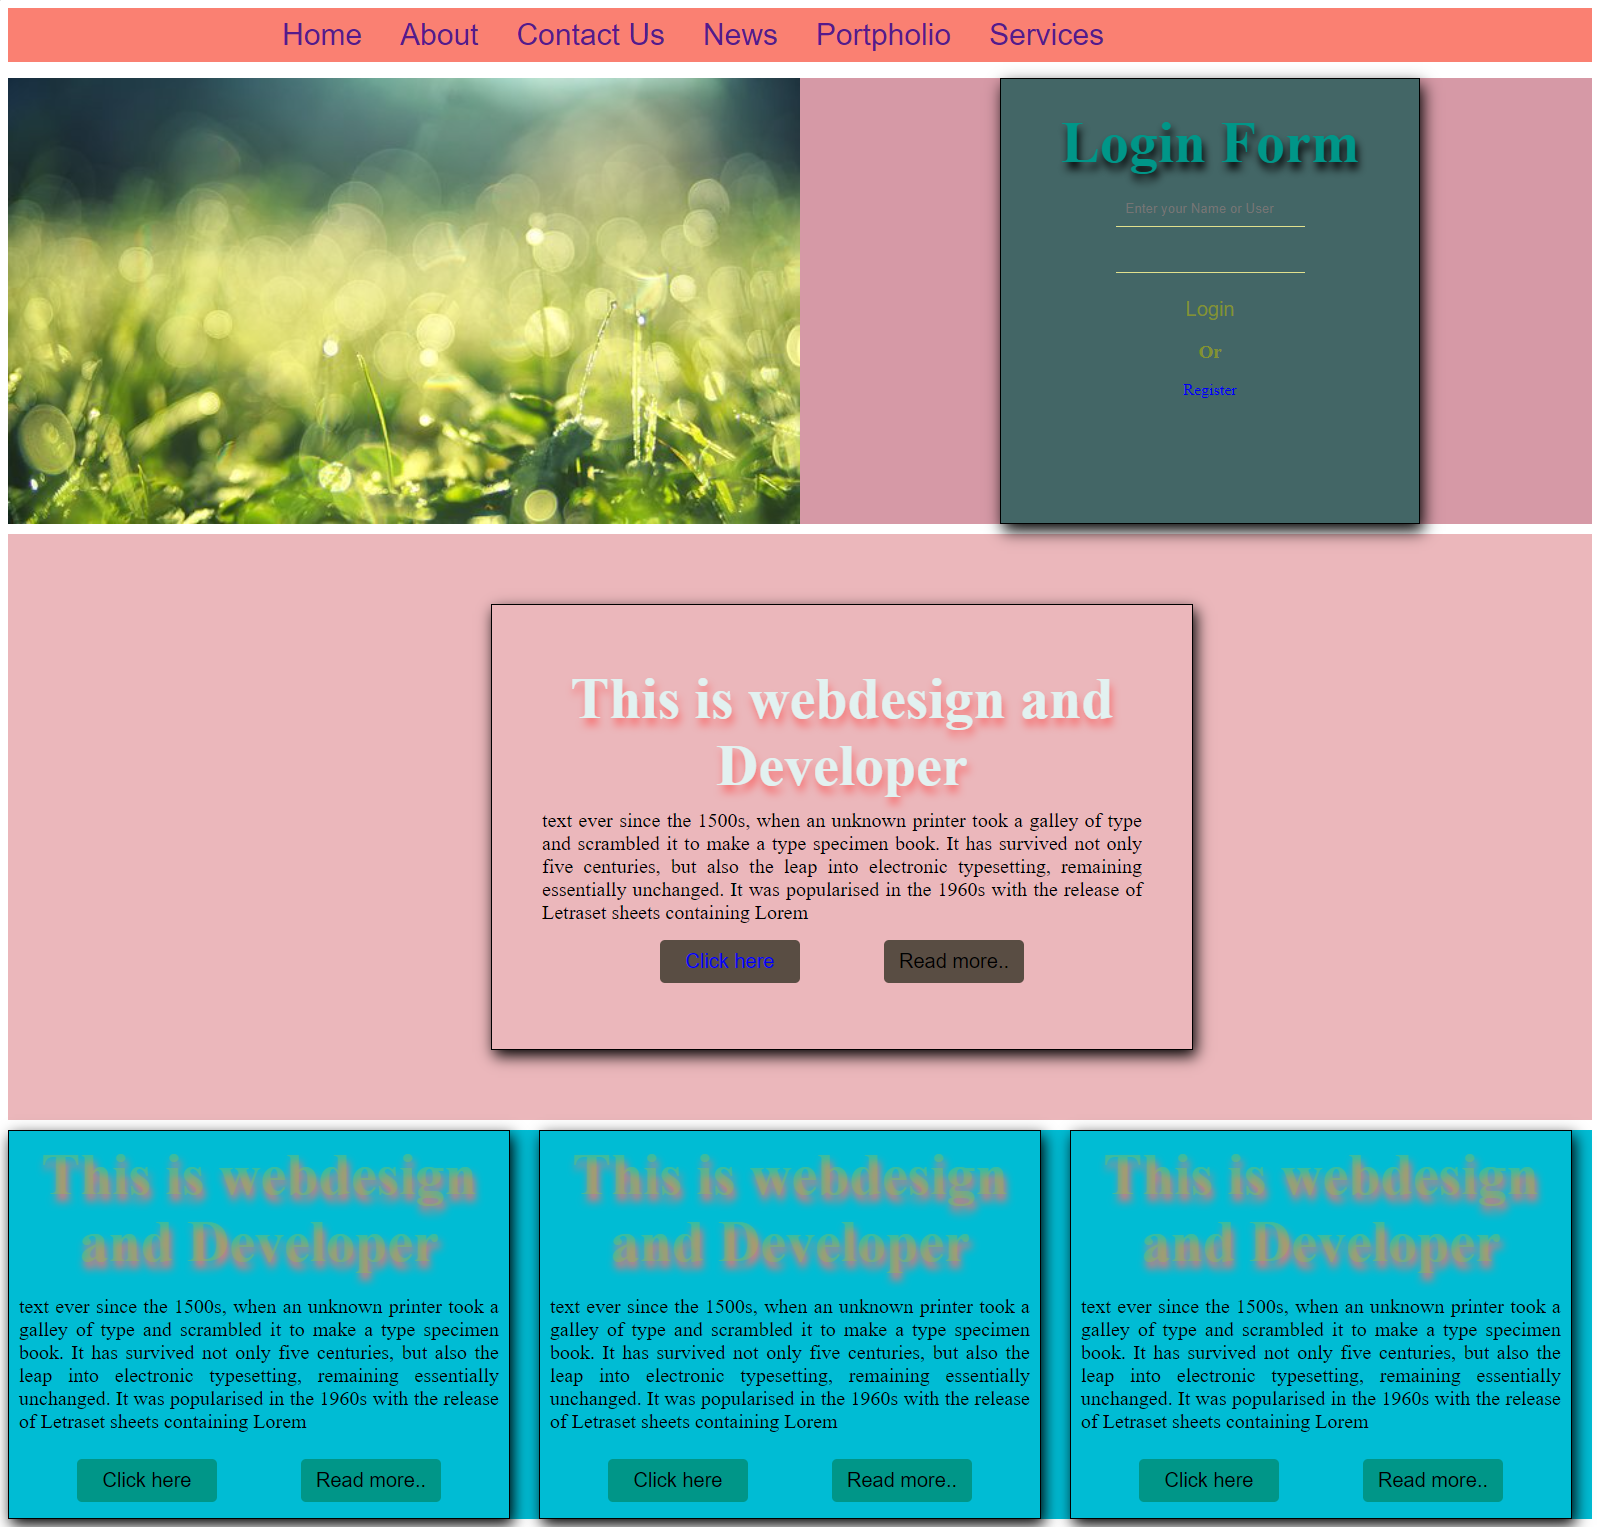 Home About Contact Us News Portpholio Services
Login Form
Enter your Name or User
Login
Or
Register
This is webdesign and
Developer
text ever since the 1500s, when an unknown printer took a galley of type
and scrambled it to make a type specimen book. It has survived not only
five centuries, but also the leap into electronic typesetting, remaining
essentially unchanged. It was popularised in the 1960s with the release of
Letraset sheets containing Lorem
Click here Read more..
This is webdesign
and Developer
text ever since the 1500s, when an unknown printer took a
galley of type and scrambled it to make a type specimen
book. It has survived not only five centuries, but also the
leap into electronic typesetting, remaining essentially
unchanged. It was popularised in the 1960s with the release
of Letraset sheets containing Lorem
Click here Read more..
This is webdesign
and Developer
text ever since the 1500s, when an unknown printer took a
galley of type and scrambled it to make a type specimen
book. It has survived not only five centuries, but also the
leap into electronic typesetting, remaining essentially
unchanged. It was popularised in the 1960s with the release
of Letraset sheets containing Lorem
Click here Read more..
This is webdesign
and Developer
text ever since the 1500s, when an unknown printer took a
galley of type and scrambled it to make a type specimen
book. It has survived not only five centuries, but also the
leap into electronic typesetting, remaining essentially
unchanged. It was popularised in the 1960s with the release
of Letraset sheets containing Lorem
Click here Read more..